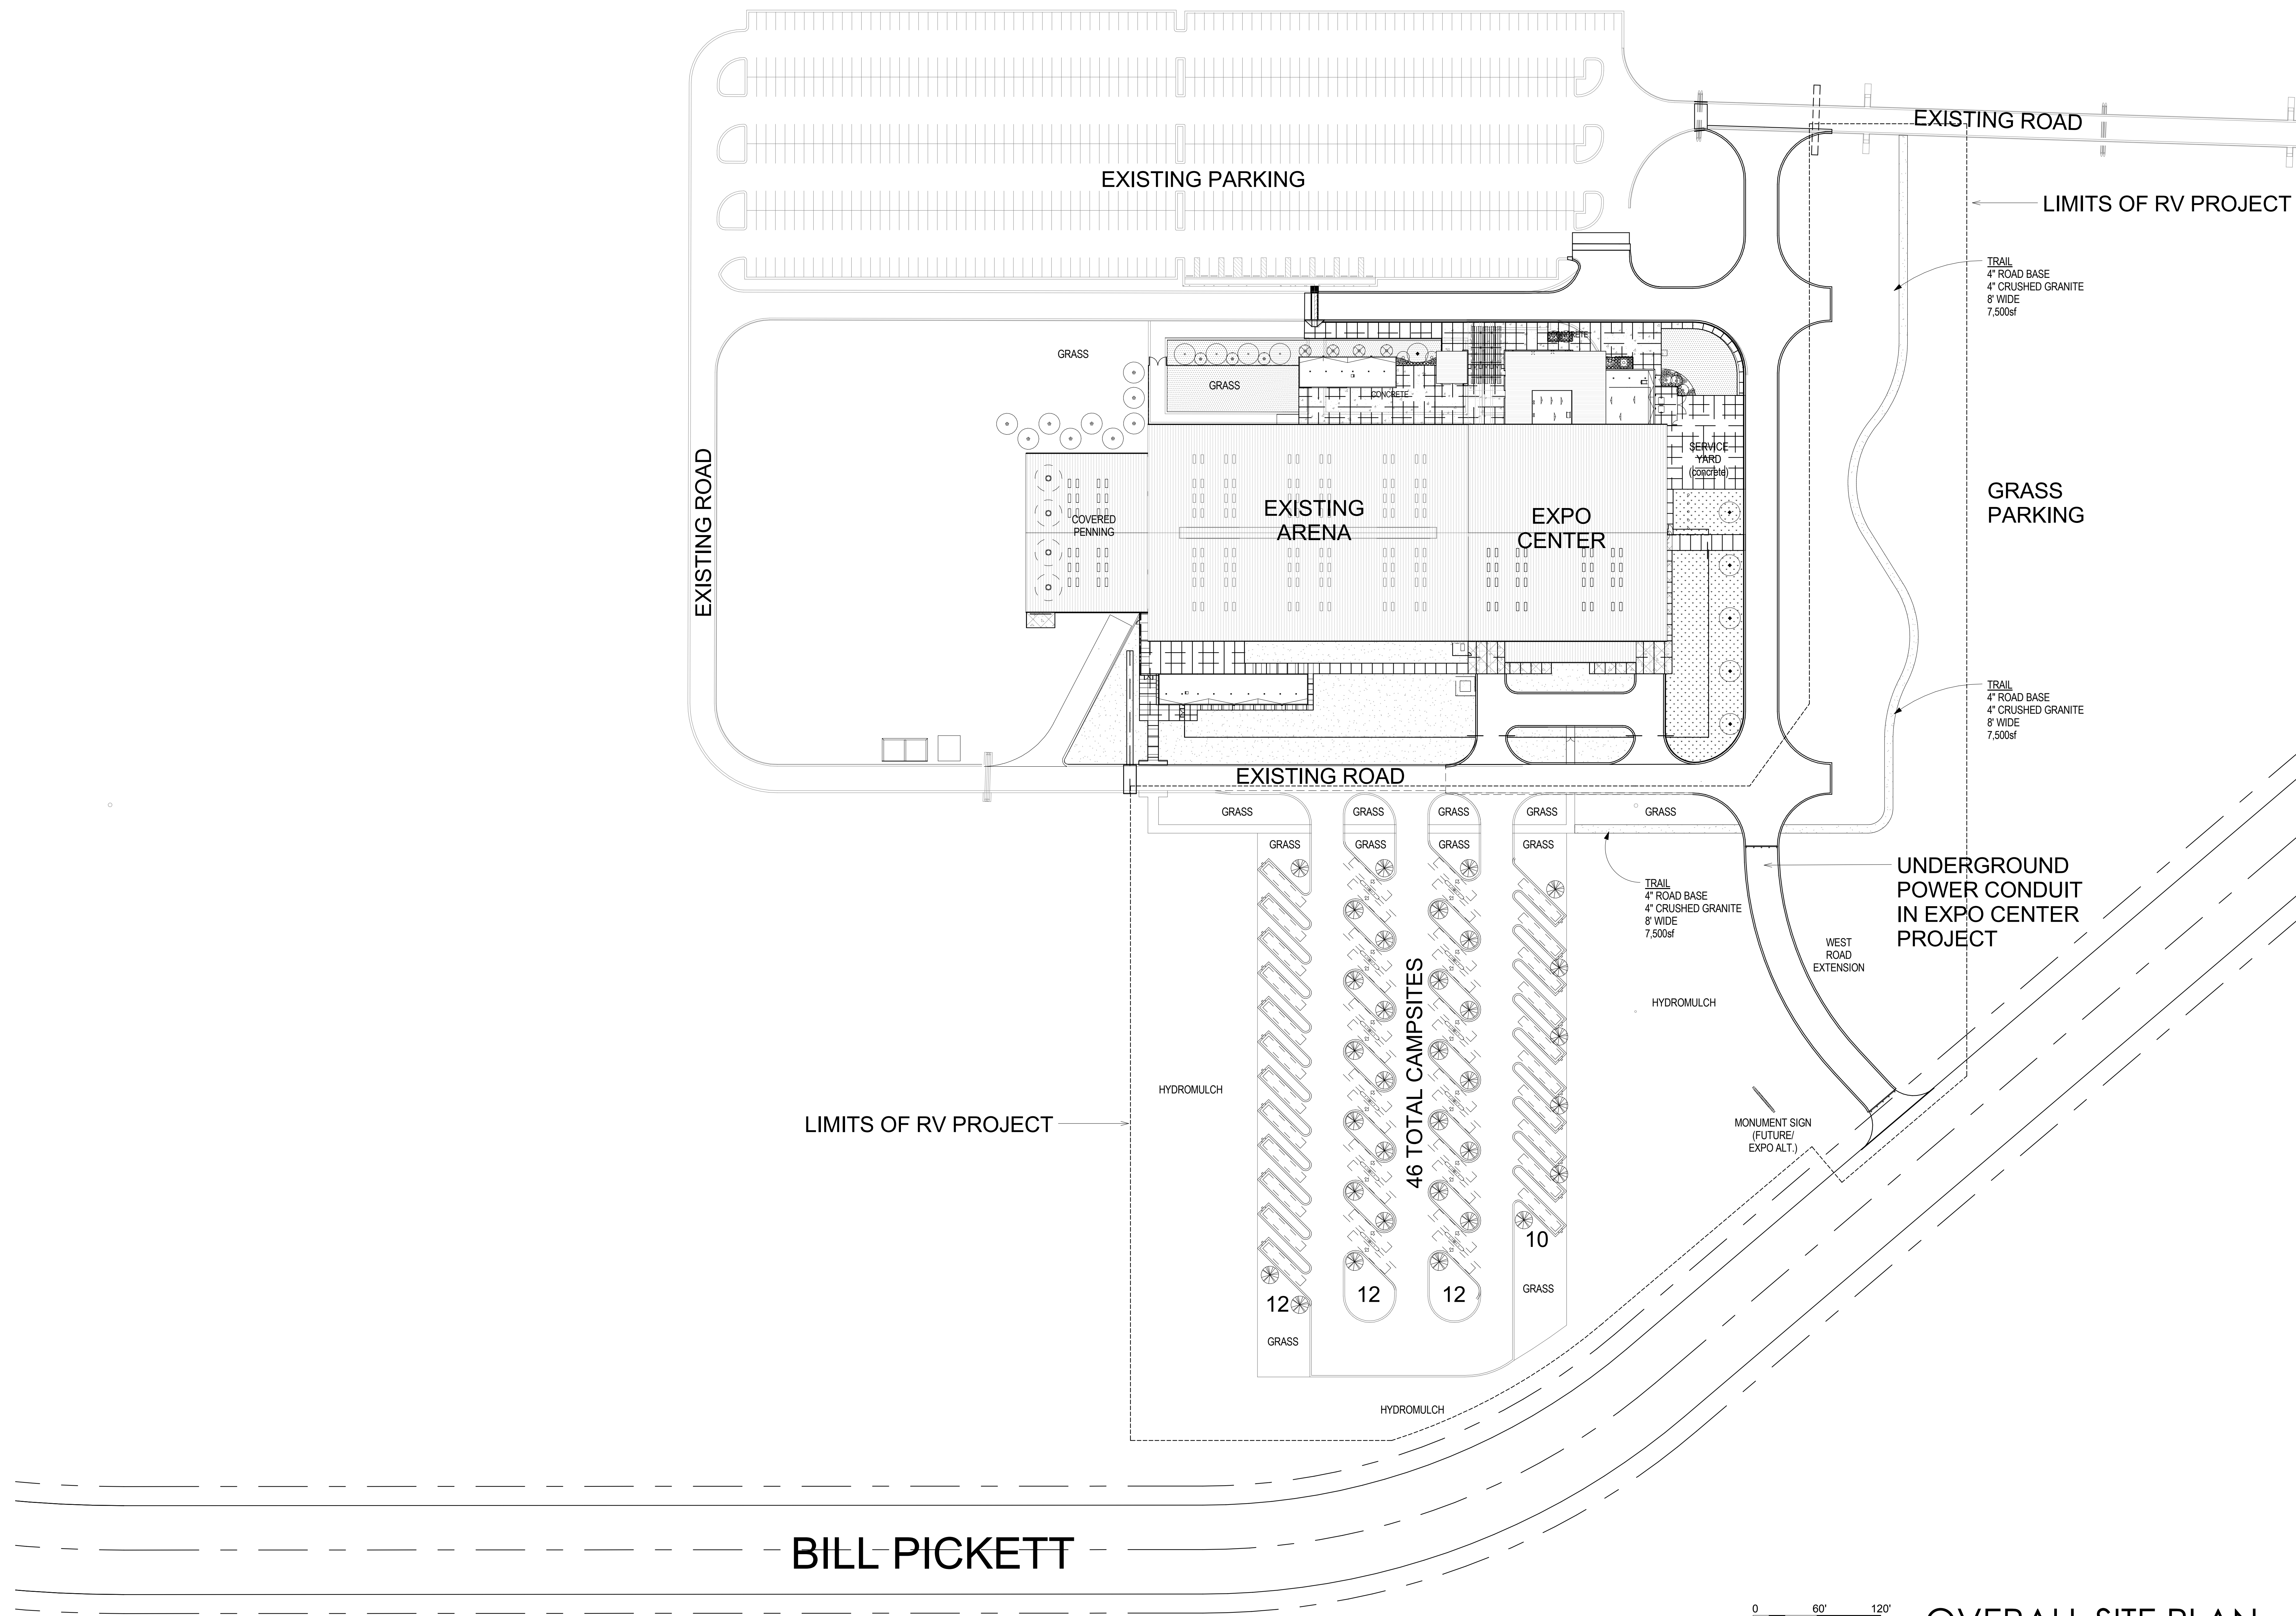 EXISTING ROAD
EXISTING PARKING
LIMITS OF RV PROJECT
TRAIL
4" ROAD BASE
4" CRUSHED GRANITE
8' WIDE
7,500sf
CONCRETE
GRASS
GRASS
CONCRETE
SERVICE
YARD
(concrete)
EXISTING ROAD
GRASS
PARKING
EXISTING
ARENA
EXPO
CENTER
COVERED
PENNING
TRAIL
4" ROAD BASE
4" CRUSHED GRANITE
8' WIDE
7,500sf
EXISTING ROAD
GRASS
GRASS
GRASS
GRASS
GRASS
GRASS
GRASS
GRASS
GRASS
UNDERGROUND
POWER CONDUIT
IN EXPO CENTER
PROJECT
TRAIL
4" ROAD BASE
4" CRUSHED GRANITE
8' WIDE
7,500sf
WEST
ROAD
EXTENSION
46 TOTAL CAMPSITES
HYDROMULCH
HYDROMULCH
LIMITS OF RV PROJECT
MONUMENT SIGN
(FUTURE/
EXPO ALT.)
10
GRASS
12
12
12
GRASS
HYDROMULCH
BILL PICKETT
0 60' 120'
OVERALL SITE PLAN